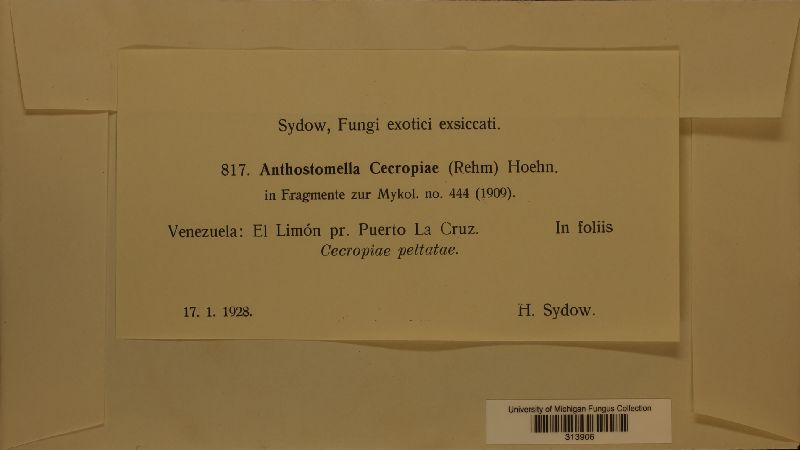 Sydow, Fungi exotici exsiccati.
817. Anthostomella Cecropiae (Rehm) Hoehn.
in Fragmente zur Mykol. no. 444 (1909).
Venezuela: El Limón pr. Puerto La Cruz. In foliis
Cecropiae peltatae.
17. 1. 1928. H. Sydow.
University of Michigan Fungus Collection
313906